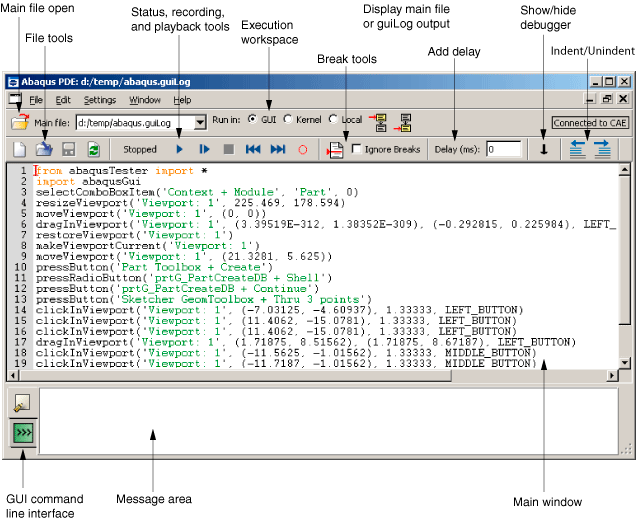 Main file open
File tools
Status, recording,
and playback tools
Execution
workspace
Display main file
or guiLog output
Break tools
Add delay
Show/hide
debugger
Indent/Unindent
Abaqus PDE: d:/temp/abaqus.guiLog
File Edit Settings Window Help
Main file: d:/temp/abaqus.guiLog Run in: GUI Kernel Local Connected to CAE
Stopped Ignore Breaks Delay (ms): 0
1 from abaqusTester import *
2 import abaqusGui
3 selectComboBoxItem('Context + Module', 'Part', 0)
4 resizeViewport('Viewport: 1', 225.469, 178.594)
5 moveViewport('Viewport: 1', (0, 0))
6 dragInViewport('Viewport: 1', (3.39519E-312, 1.38352E-309), (-0.292815, 0.225984), LEFT_
7 restoreViewport('Viewport: 1')
8 makeViewportCurrent('Viewport: 1')
9 moveViewport('Viewport: 1', (21.3281, 5.625))
10 pressButton('Part Toolbox + Create')
11 pressRadioButton('prtG_PartCreateDB + Shell')
12 pressButton('prtG_PartCreateDB + Continue')
13 pressButton('Sketcher GeomToolbox + Thru 3 points')
14 clickInViewport('Viewport: 1', (-7.03125, -4.60937), 1.33333, LEFT_BUTTON)
15 clickInViewport('Viewport: 1', (11.4062, -15.0781), 1.33333, LEFT_BUTTON)
16 clickInViewport('Viewport: 1', (11.4062, -15.0781), 1.33333, LEFT_BUTTON)
17 dragInViewport('Viewport: 1', (1.71875, 8.51562), (1.71875, 8.67187), LEFT_BUTTON)
18 clickInViewport('Viewport: 1', (-11.5625, -1.01562), 1.33333, MIDDLE_BUTTON)
19 clickInViewport('Viewport: 1', (-11.7187, -1.01562), 1.33333, MIDDLE_BUTTON)
>>>
GUI command
line interface
Message area
Main window